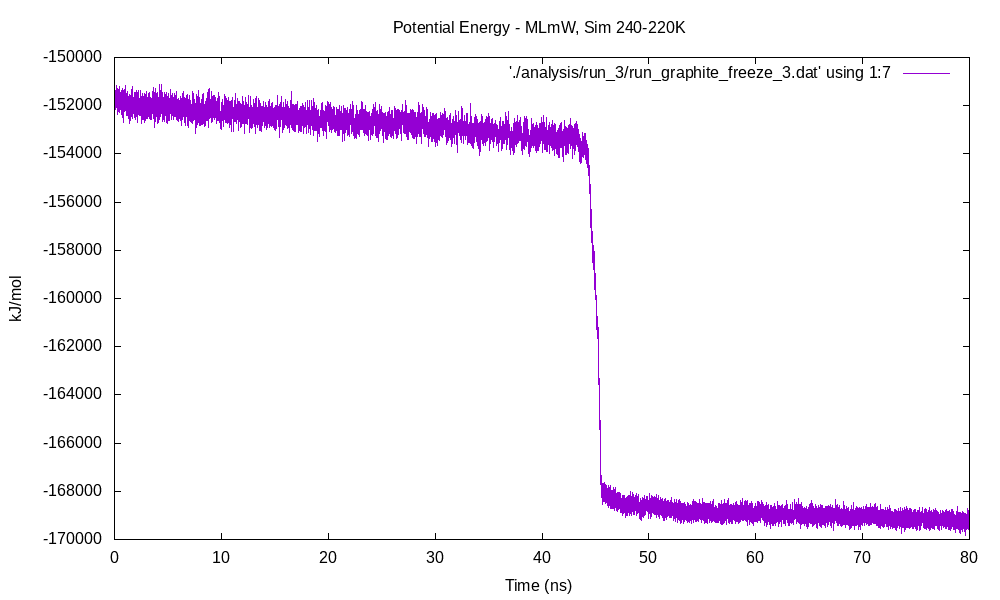 Potential Energy - MLmW, Sim 240-220K
'./analysis/run_3/run_graphite_freeze_3.dat' using 1:7
-150000
-152000
-154000
-156000
-158000
-160000
-162000
-164000
-166000
-168000
-170000
kJ/mol
0 10 20 30 40 50 60 70 80
Time (ns)